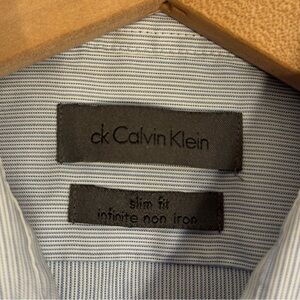 ck Calvin Klein
slim fit
infinite non iron